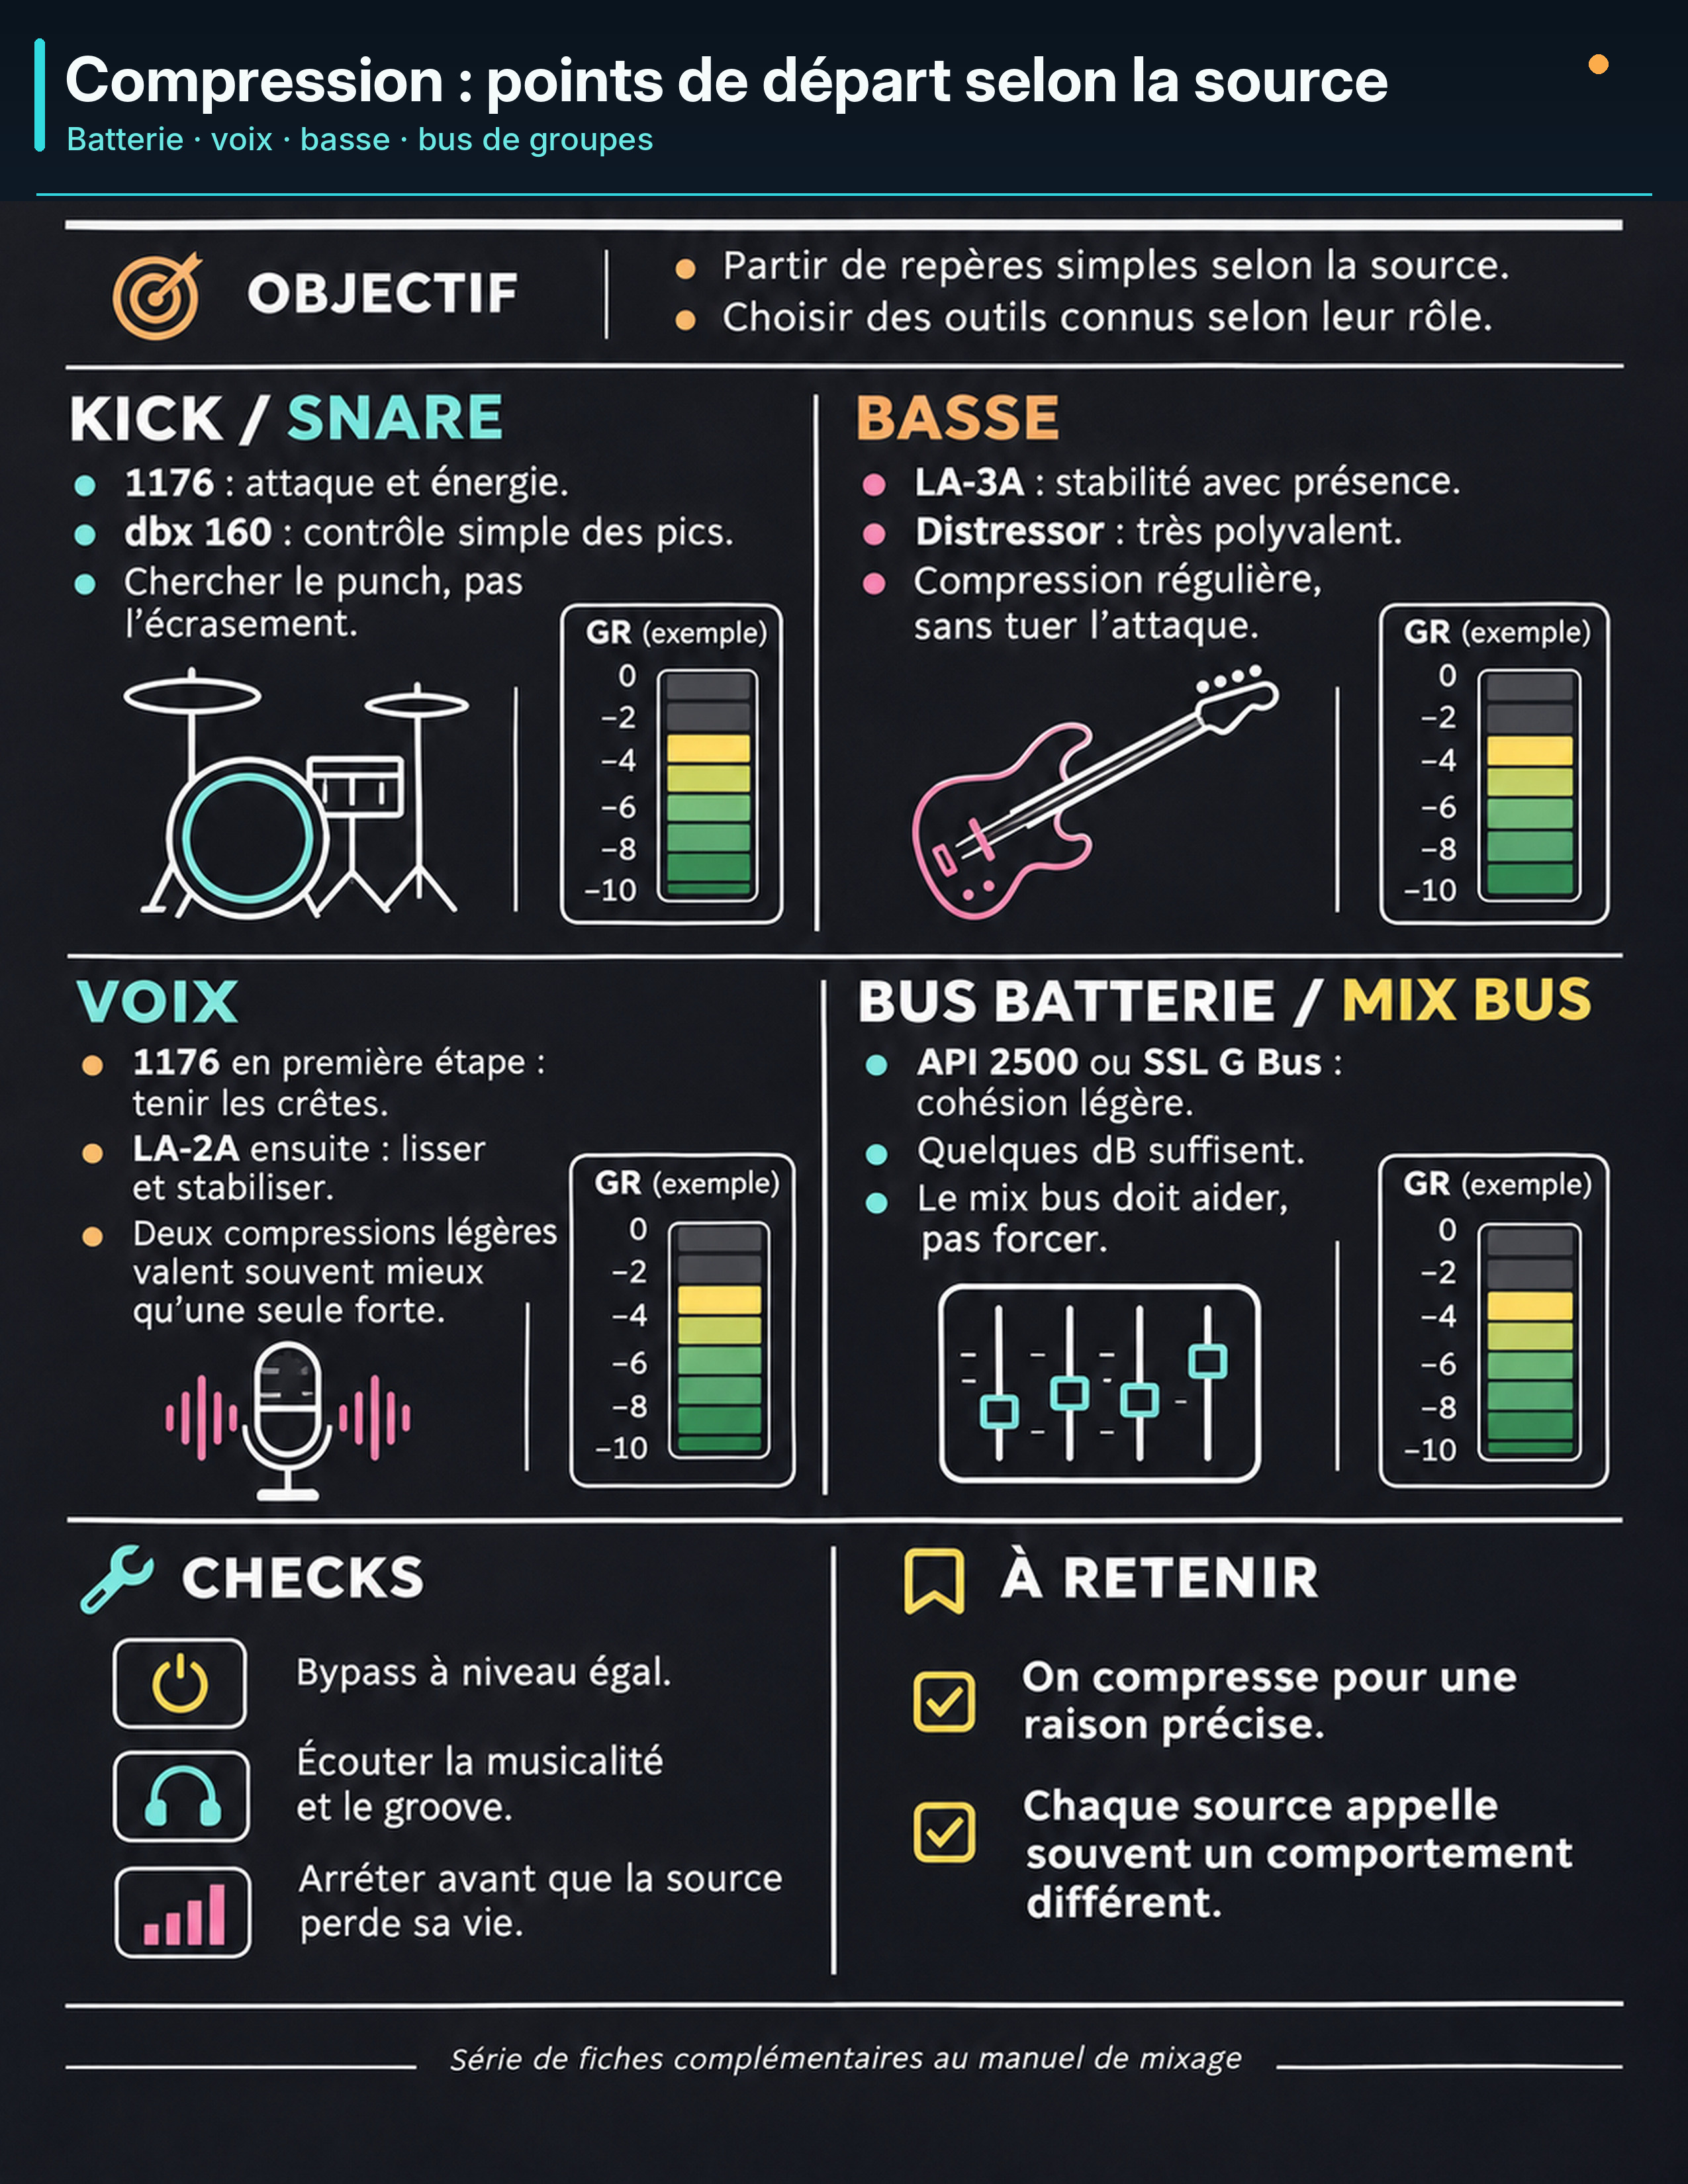 Compression : points de départ selon la source
Batterie · voix · basse · bus de groupes
OBJECTIF
Partir de repères simples selon la source.
Choisir des outils connus selon leur rôle.
KICK / SNARE
1176 : attaque et énergie.
dbx 160 : contrôle simple des pics.
Chercher le punch, pas
l’écrasement.
GR (exemple)
0
−2
−4
−6
−8
−10
BASSE
LA-3A : stabilité avec présence.
Distressor : très polyvalent.
Compression régulière,
sans tuer l’attaque.
GR (exemple)
0
−2
−4
−6
−8
−10
VOIX
1176 en première étape :
tenir les crêtes.
LA-2A ensuite : lisser
et stabiliser.
Deux compressions légères
valent souvent mieux
qu’une seule forte.
GR (exemple)
0
−2
−4
−6
−8
−10
BUS BATTERIE / MIX BUS
API 2500 ou SSL G Bus :
cohésion légère.
Quelques dB suffisent.
Le mix bus doit aider,
pas forcer.
GR (exemple)
0
−2
−4
−6
−8
−10
CHECKS
Bypass à niveau égal.
Écouter la musicalité
et le groove.
Arréter avant que la source
perde sa vie.
À RETENIR
On compresse pour une
raison précise.
Chaque source appelle
souvent un comportement
différent.
Série de fiches complémentaires au manuel de mixage